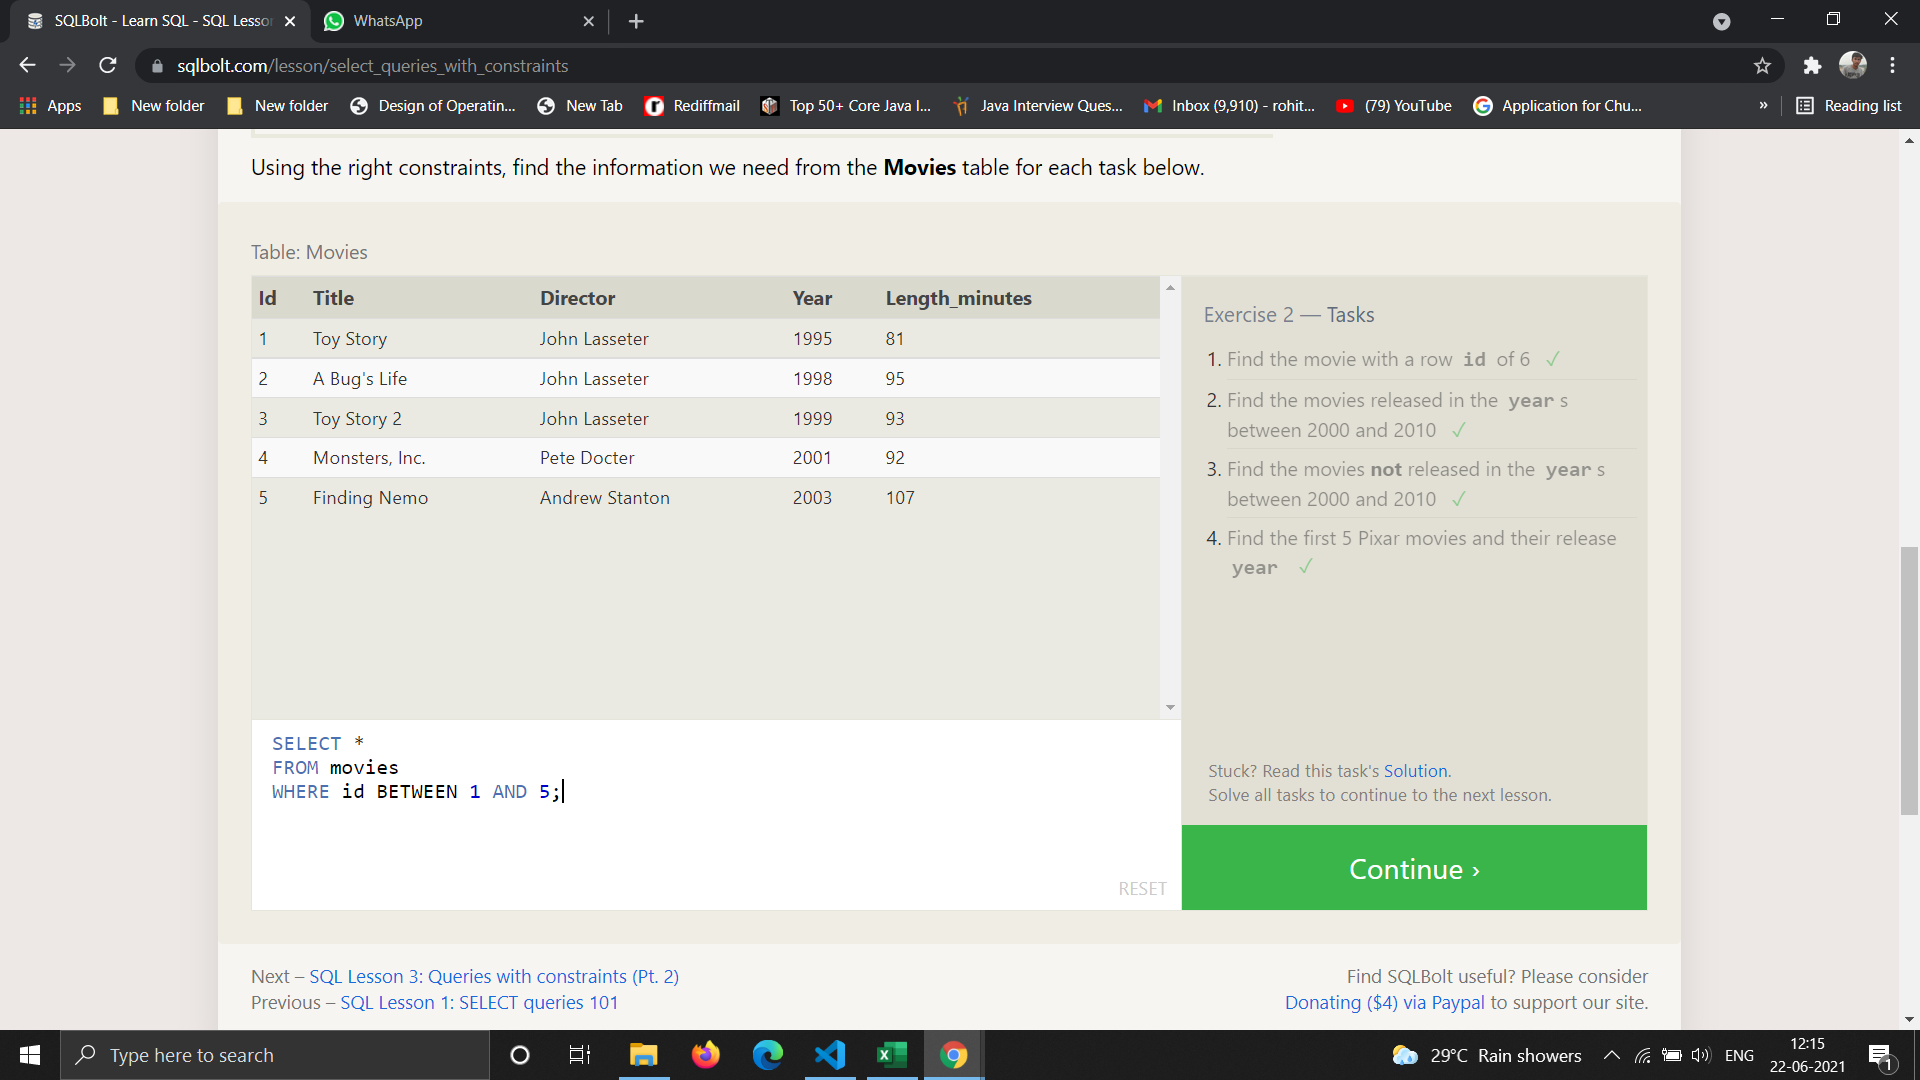 SQLBolt - Learn SQL - SQL Lesso
WhatsApp
sqlbolt.com/lesson/select_queries_with_constraints
Apps
New folder
New folder
Design of Operatin...
New Tab
Rediffmail
Top 50+ Core Java I...
Java Interview Ques...
Inbox (9,910) - rohit...
(79) YouTube
Application for Chu...
»
Reading list
Using the right constraints, find the information we need from the Movies table for each task below.
Table: Movies
Id Title Director Year Length_minutes
1 Toy Story John Lasseter 1995 81
2 A Bug's Life John Lasseter 1998 95
3 Toy Story 2 John Lasseter 1999 93
4 Monsters, Inc. Pete Docter 2001 92
5 Finding Nemo Andrew Stanton 2003 107
Exercise 2 — Tasks
1. Find the movie with a row id of 6 ✓
2. Find the movies released in the year s
between 2000 and 2010 ✓
3. Find the movies not released in the year s
between 2000 and 2010 ✓
4. Find the first 5 Pixar movies and their release
year ✓
SELECT *
FROM movies
WHERE id BETWEEN 1 AND 5;
RESET
Stuck? Read this task's Solution.
Solve all tasks to continue to the next lesson.
Continue ›
Next – SQL Lesson 3: Queries with constraints (Pt. 2)
Previous – SQL Lesson 1: SELECT queries 101
Find SQLBolt useful? Please consider
Donating ($4) via Paypal to support our site.
Type here to search
29°C Rain showers
ENG
12:15
22-06-2021
1